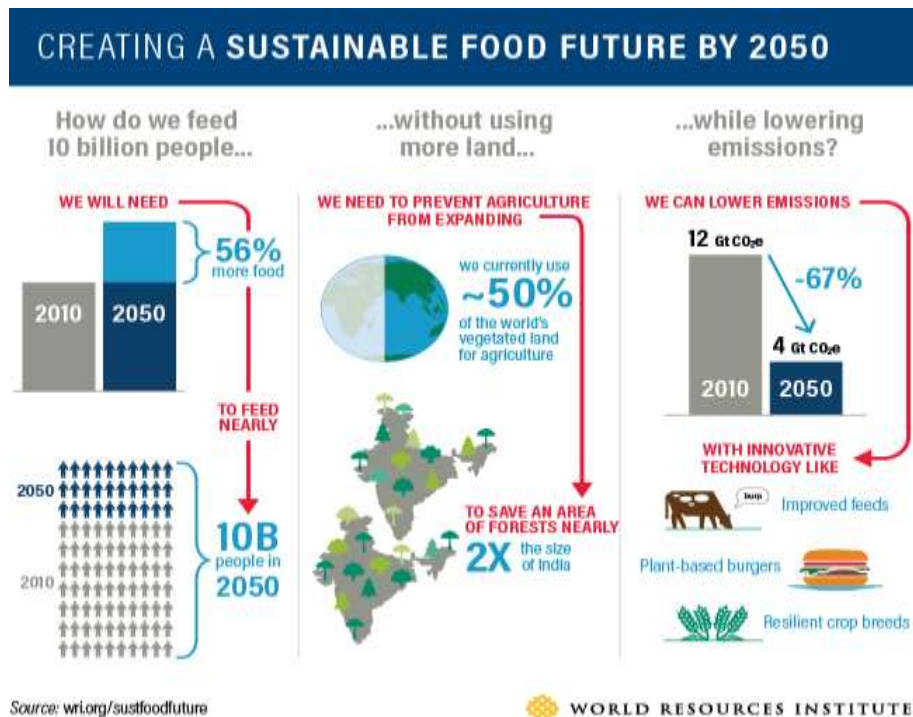 CREATING A SUSTAINABLE FOOD FUTURE BY 2050
How do we feed
10 billion people...
WE WILL NEED
56%
more food
2010
2050
TO FEED
NEARLY
2050
2010
10B
people in
2050
...without using
more land...
WE NEED TO PREVENT AGRICULTURE
FROM EXPANDING
we currently use
~50%
of the world's
vegetated land
for agriculture
TO SAVE AN AREA
OF FORESTS NEARLY
2X the size
of India
...while lowering
emissions?
WE CAN LOWER EMISSIONS
12 Gt CO₂e
-67%
4 Gt CO₂e
2010
2050
WITH INNOVATIVE
TECHNOLOGY LIKE
burp
Improved feeds
Plant-based burgers
Resilient crop breeds
Source: wri.org/sustfoodfuture
WORLD RESOURCES INSTITUTE